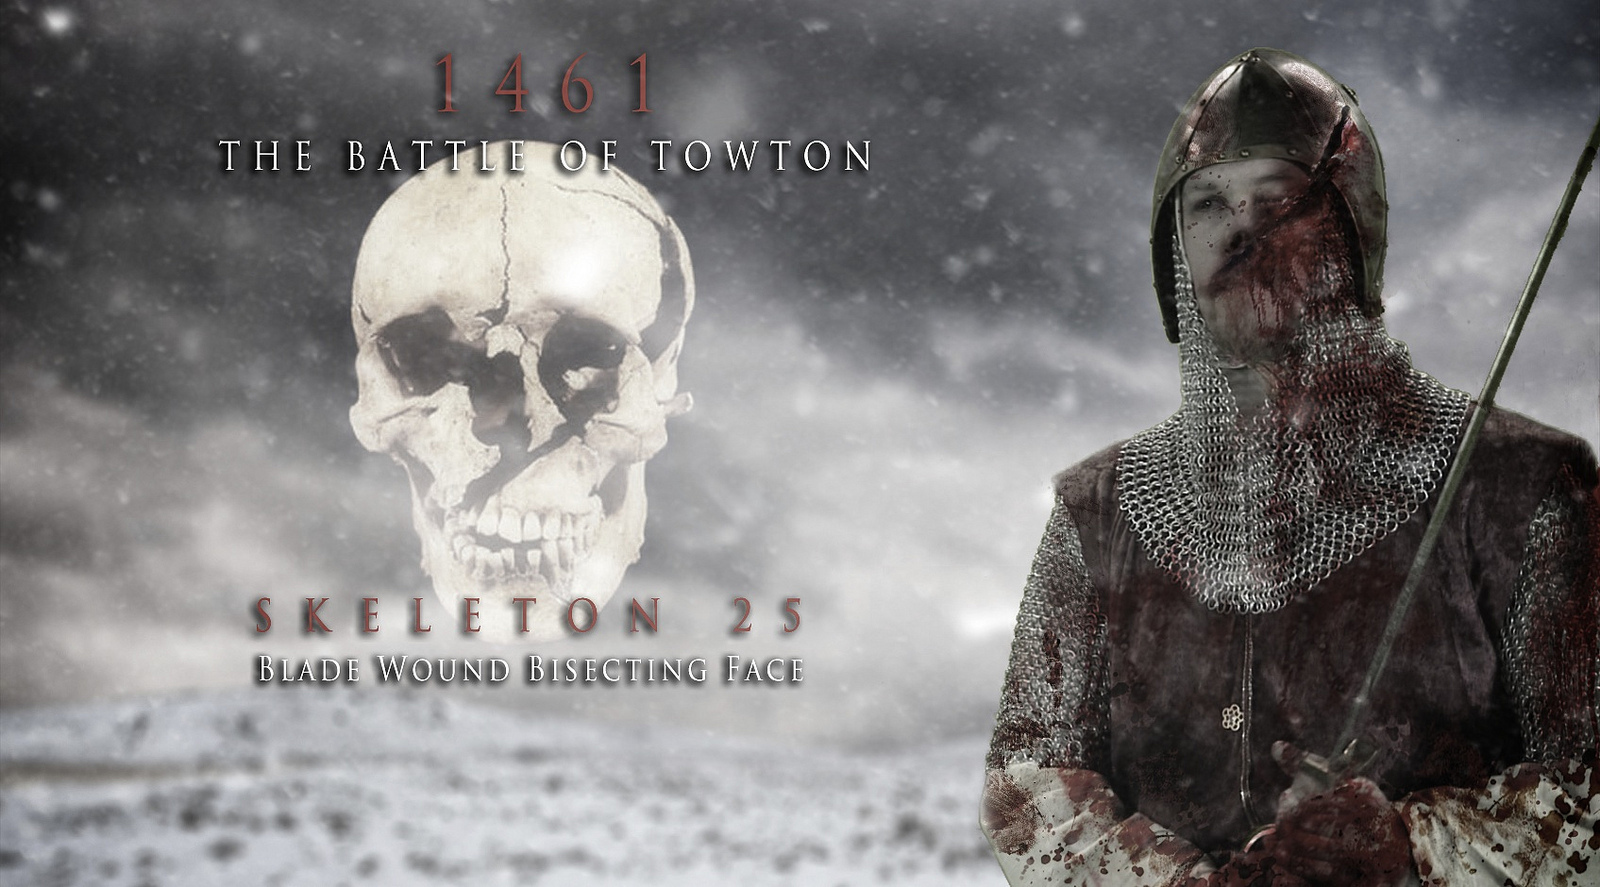 1461
THE BATTLE OF TOWTON
SKELETON 25
BLADE WOUND BISECTING FACE